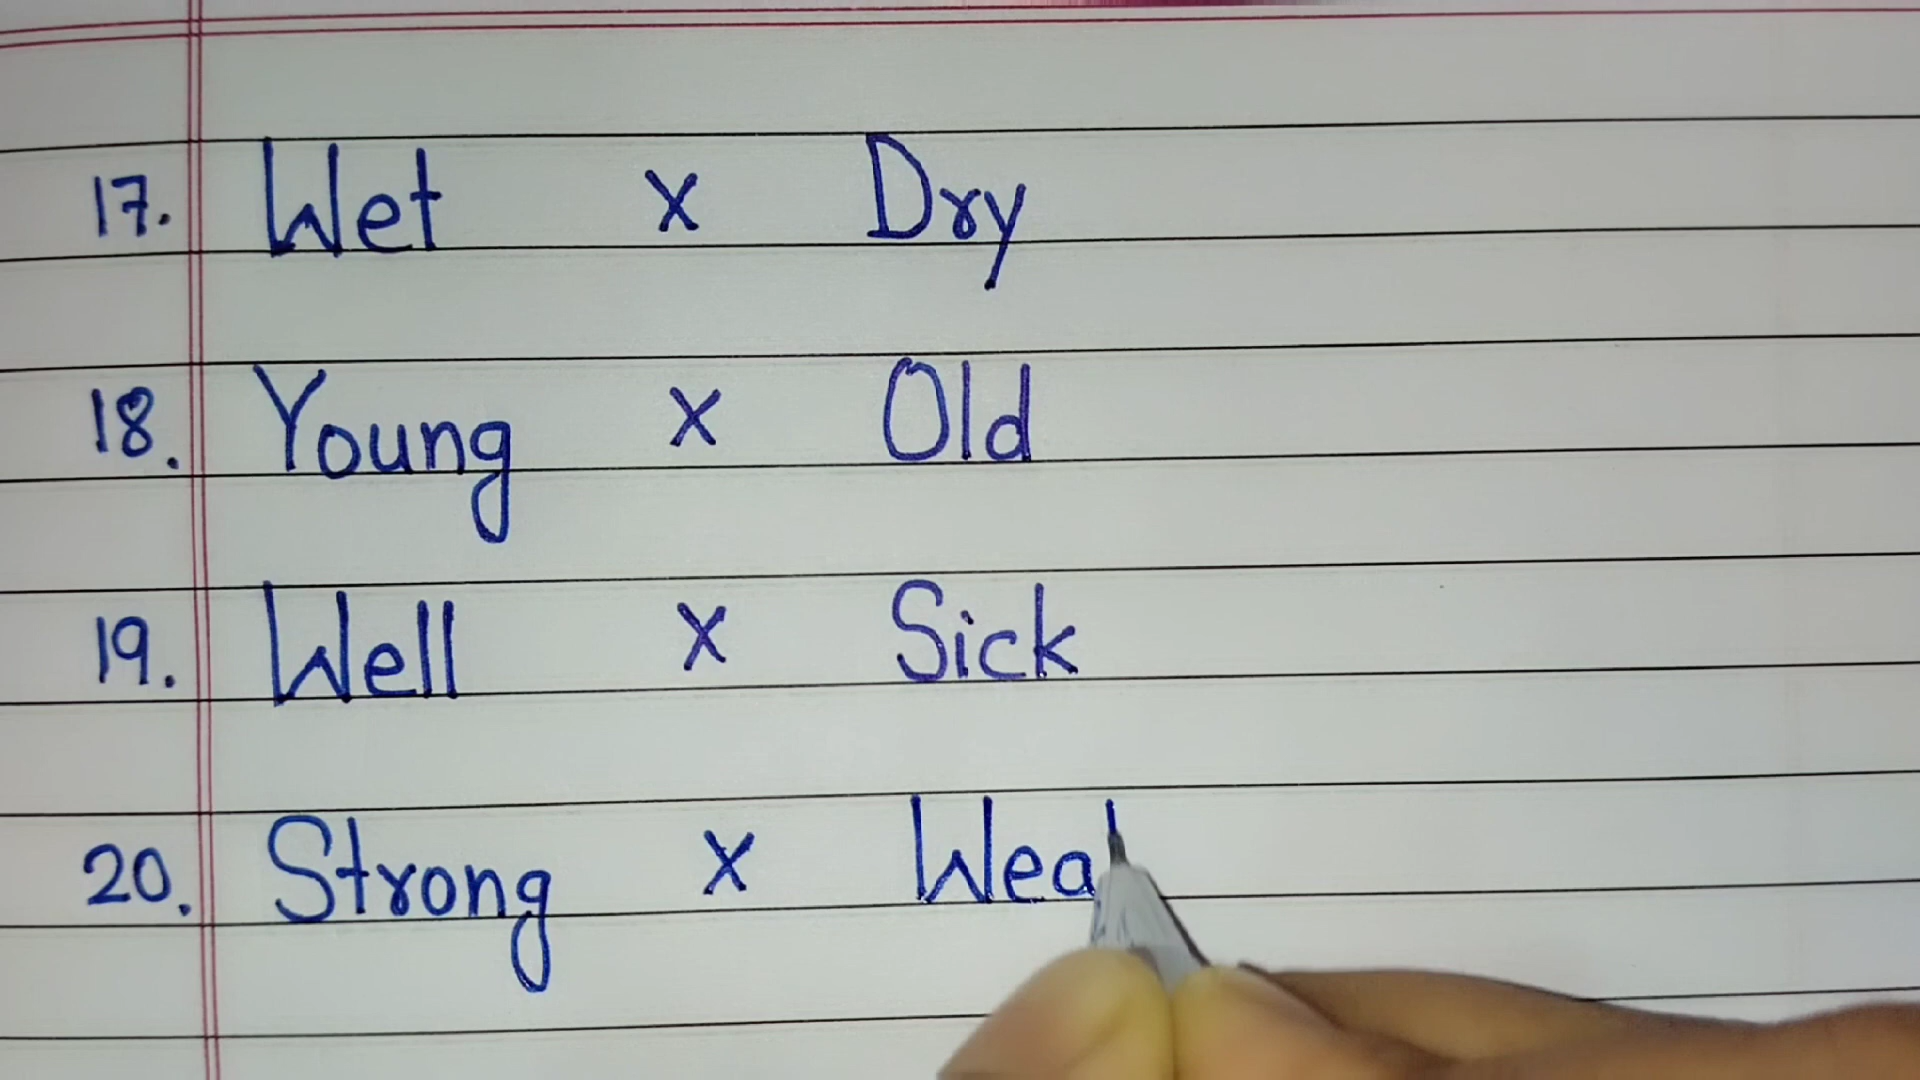 17. Wet x Dry
18. Young x Old
19. Well x Sick
20. Strong x Wea